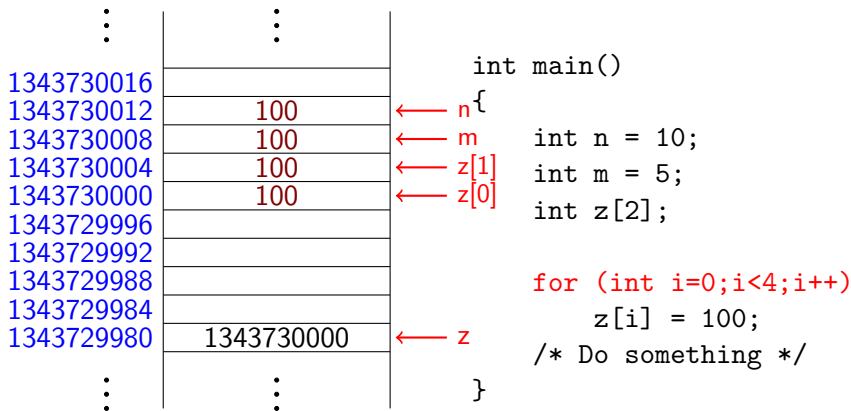 1343730016
1343730012 100 n
1343730008 100 m
1343730004 100 z[1]
1343730000 100 z[0]
1343729996
1343729992
1343729988
1343729984
1343729980 1343730000 z
int main()
{
int n = 10;
int m = 5;
int z[2];
for (int i=0;i<4;i++)
z[i] = 100;
/* Do something */
}